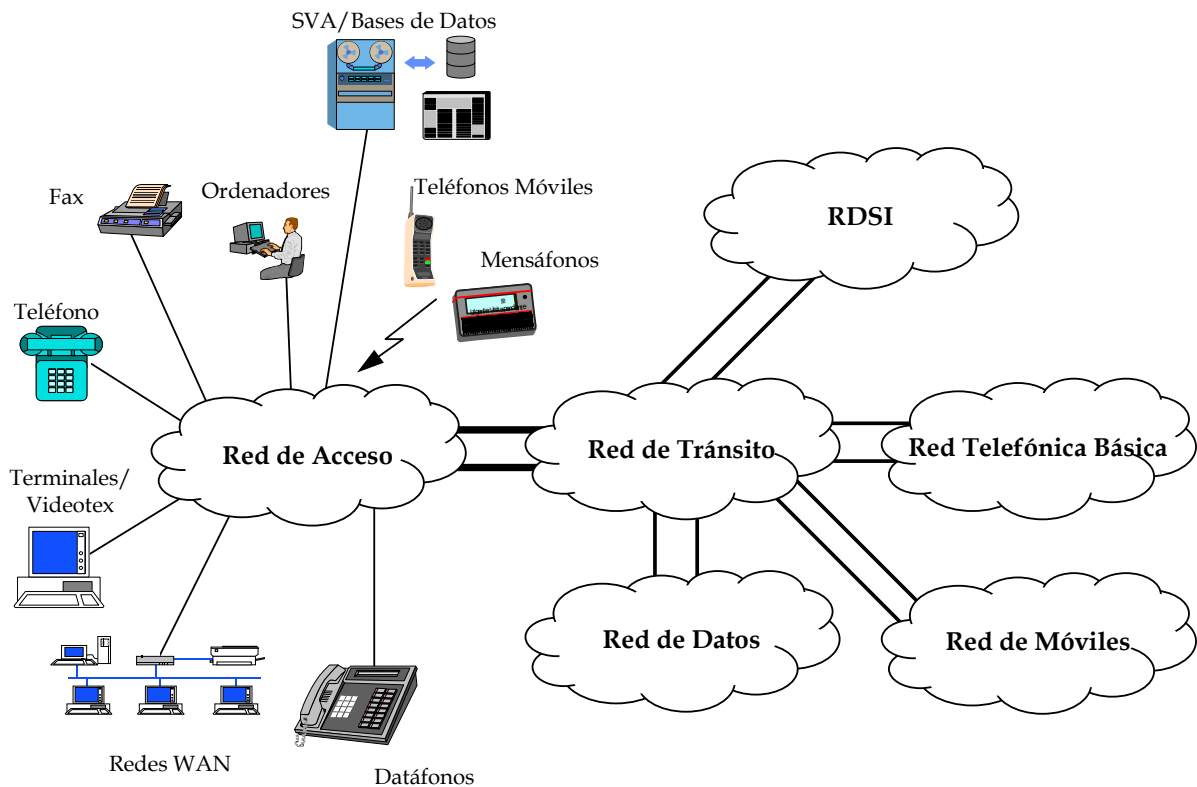 SVA/Bases de Datos
Fax
Ordenadores
Teléfonos Móviles
Mensáfonos
RDSI
Teléfono
Red de Acceso
Red de Tránsito
Red Telefónica Básica
Terminales/
Videotex
Red de Datos
Red de Móviles
Redes WAN
Datáfonos